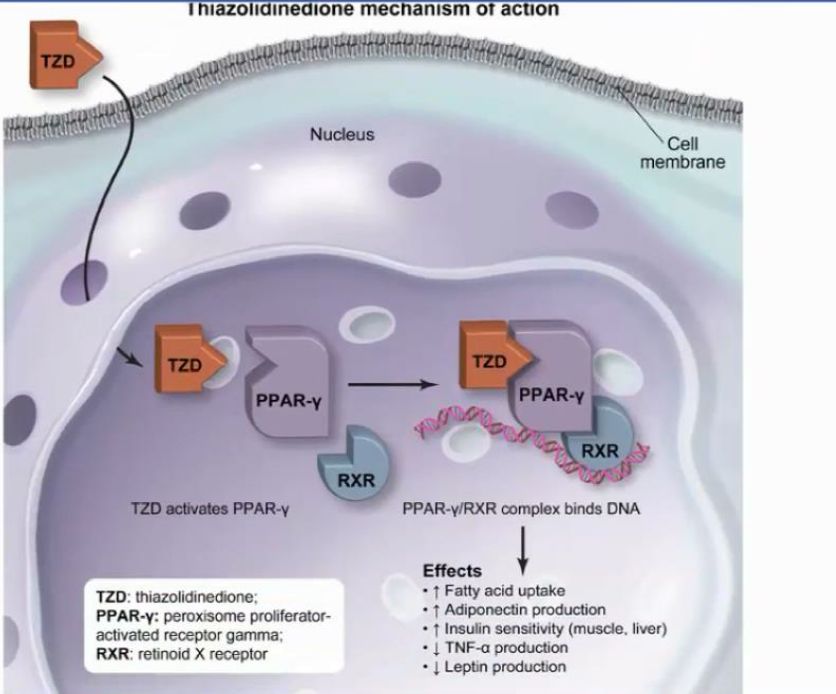 Thiazolidinedione mechanism of action
TZD
Nucleus
Cell
membrane
TZD
PPAR-γ
RXR
TZD
PPAR-γ
RXR
TZD activates PPAR-γ
PPAR-γ/RXR complex binds DNA
TZD: thiazolidinedione;
PPAR-γ: peroxisome proliferator-
activated receptor gamma;
RXR: retinoid X receptor
Effects
• ↑ Fatty acid uptake
• ↑ Adiponectin production
• ↑ Insulin sensitivity (muscle, liver)
• ↓ TNF-α production
• ↓ Leptin production